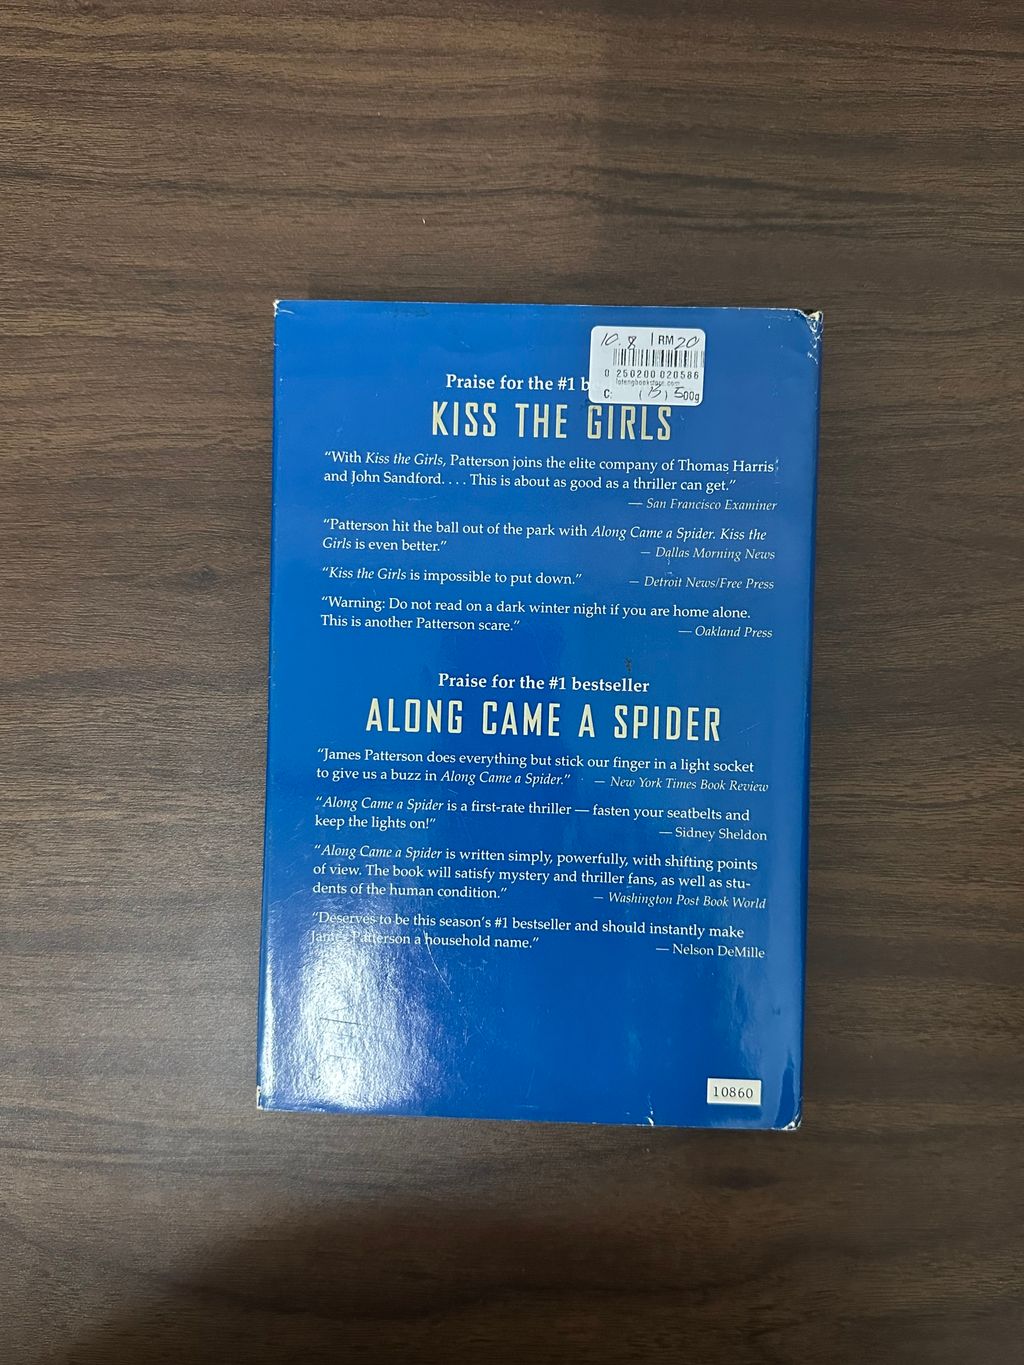 10.8 | RM 20
0 250200 020586
lotengbookstore.com
C: (B) 500g
Praise for the #1
KISS THE GIRLS
“With Kiss the Girls, Patterson joins the elite company of Thomas Harris
and John Sandford. . . . This is about as good as a thriller can get.”
— San Francisco Examiner
“Patterson hit the ball out of the park with Along Came a Spider. Kiss the
Girls is even better.” — Dallas Morning News
“Kiss the Girls is impossible to put down.” — Detroit News/Free Press
“Warning: Do not read on a dark winter night if you are home alone.
This is another Patterson scare.” — Oakland Press
Praise for the #1 bestseller
ALONG CAME A SPIDER
“James Patterson does everything but stick our finger in a light socket
to give us a buzz in Along Came a Spider.” — New York Times Book Review
“Along Came a Spider is a first-rate thriller — fasten your seatbelts and
keep the lights on!” — Sidney Sheldon
“Along Came a Spider is written simply, powerfully, with shifting points
of view. The book will satisfy mystery and thriller fans, as well as stu-
dents of the human condition.” — Washington Post Book World
“Deserves to be this season’s #1 bestseller and should instantly make
James Patterson a household name.” — Nelson DeMille
10860